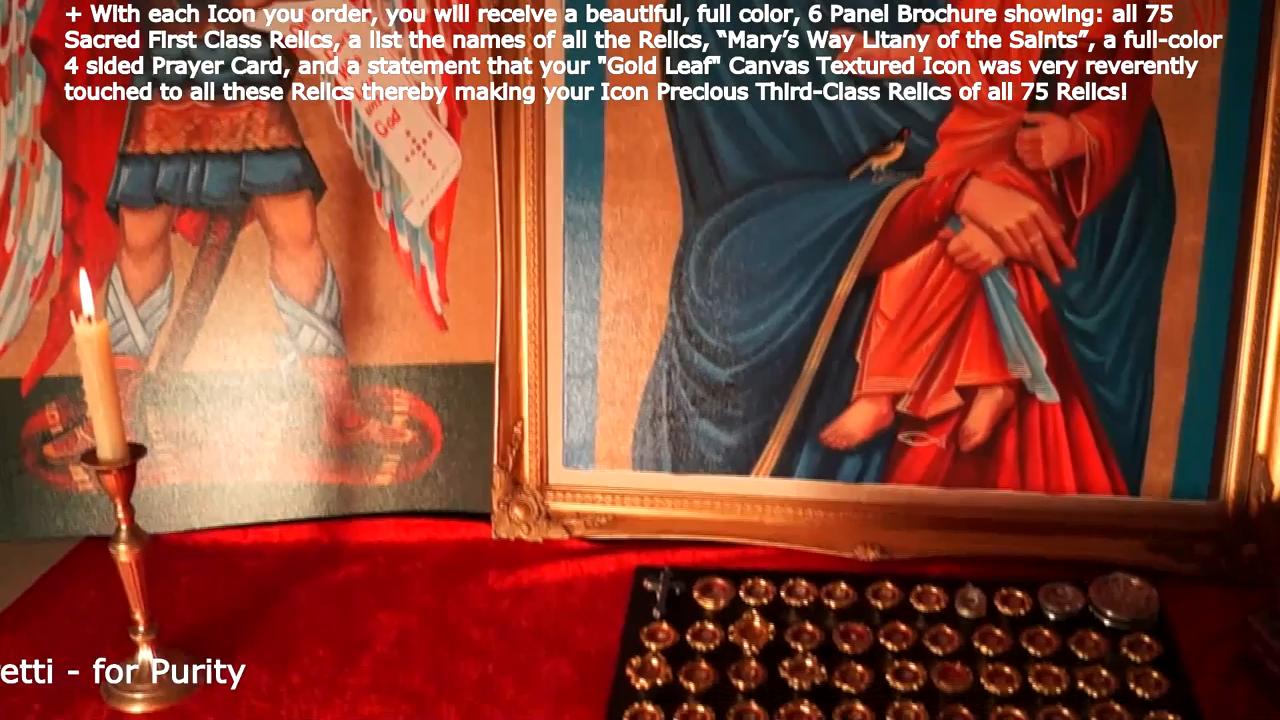 + With each Icon you order, you will receive a beautiful, full color, 6 Panel Brochure showing: all 75
Sacred First Class Relics, a list the names of all the Relics, “Mary’s Way Litany of the Saints”, a full-color
4 sided Prayer Card, and a statement that your "Gold Leaf" Canvas Textured Icon was very reverently
touched to all these Relics thereby making your Icon Precious Third-Class Relics of all 75 Relics!
God
etti - for Purity